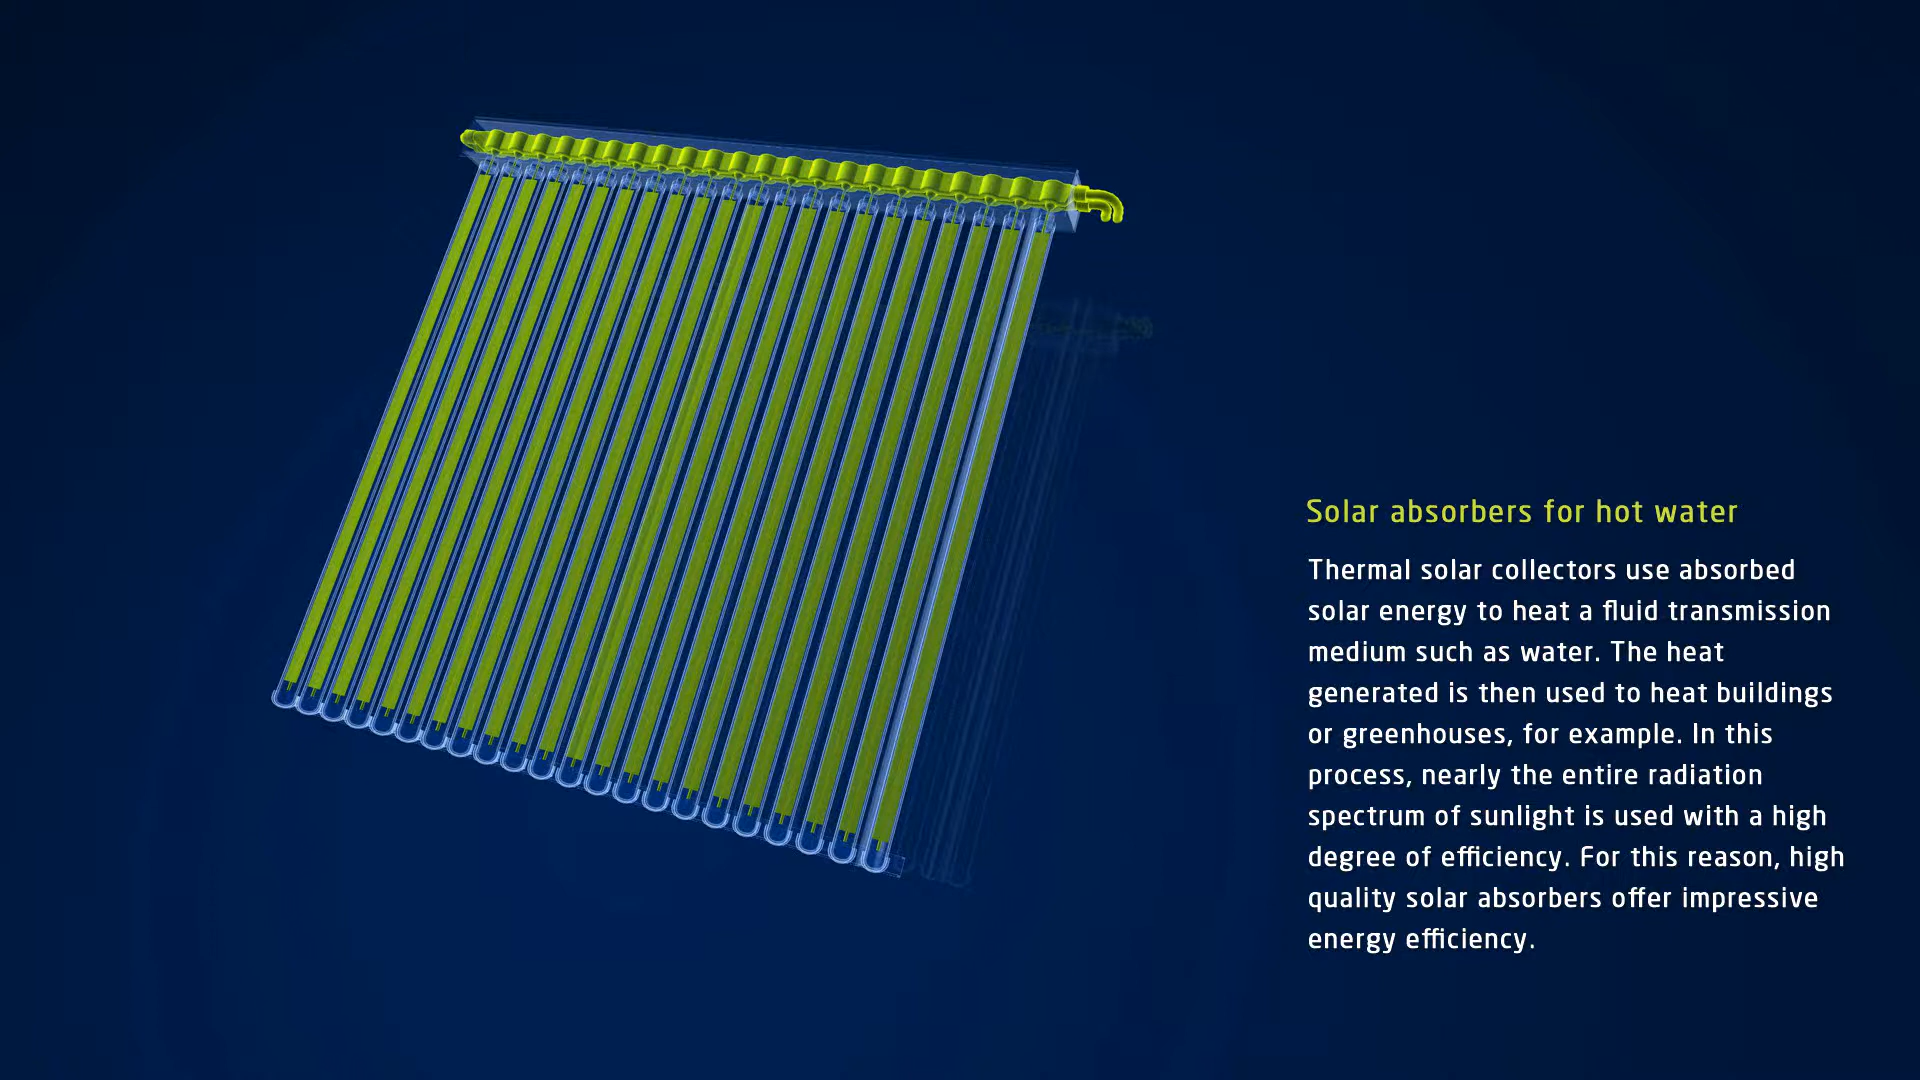 Solar absorbers for hot water
Thermal solar collectors use absorbed
solar energy to heat a fluid transmission
medium such as water. The heat
generated is then used to heat buildings
or greenhouses, for example. In this
process, nearly the entire radiation
spectrum of sunlight is used with a high
degree of efficiency. For this reason, high
quality solar absorbers offer impressive
energy efficiency.